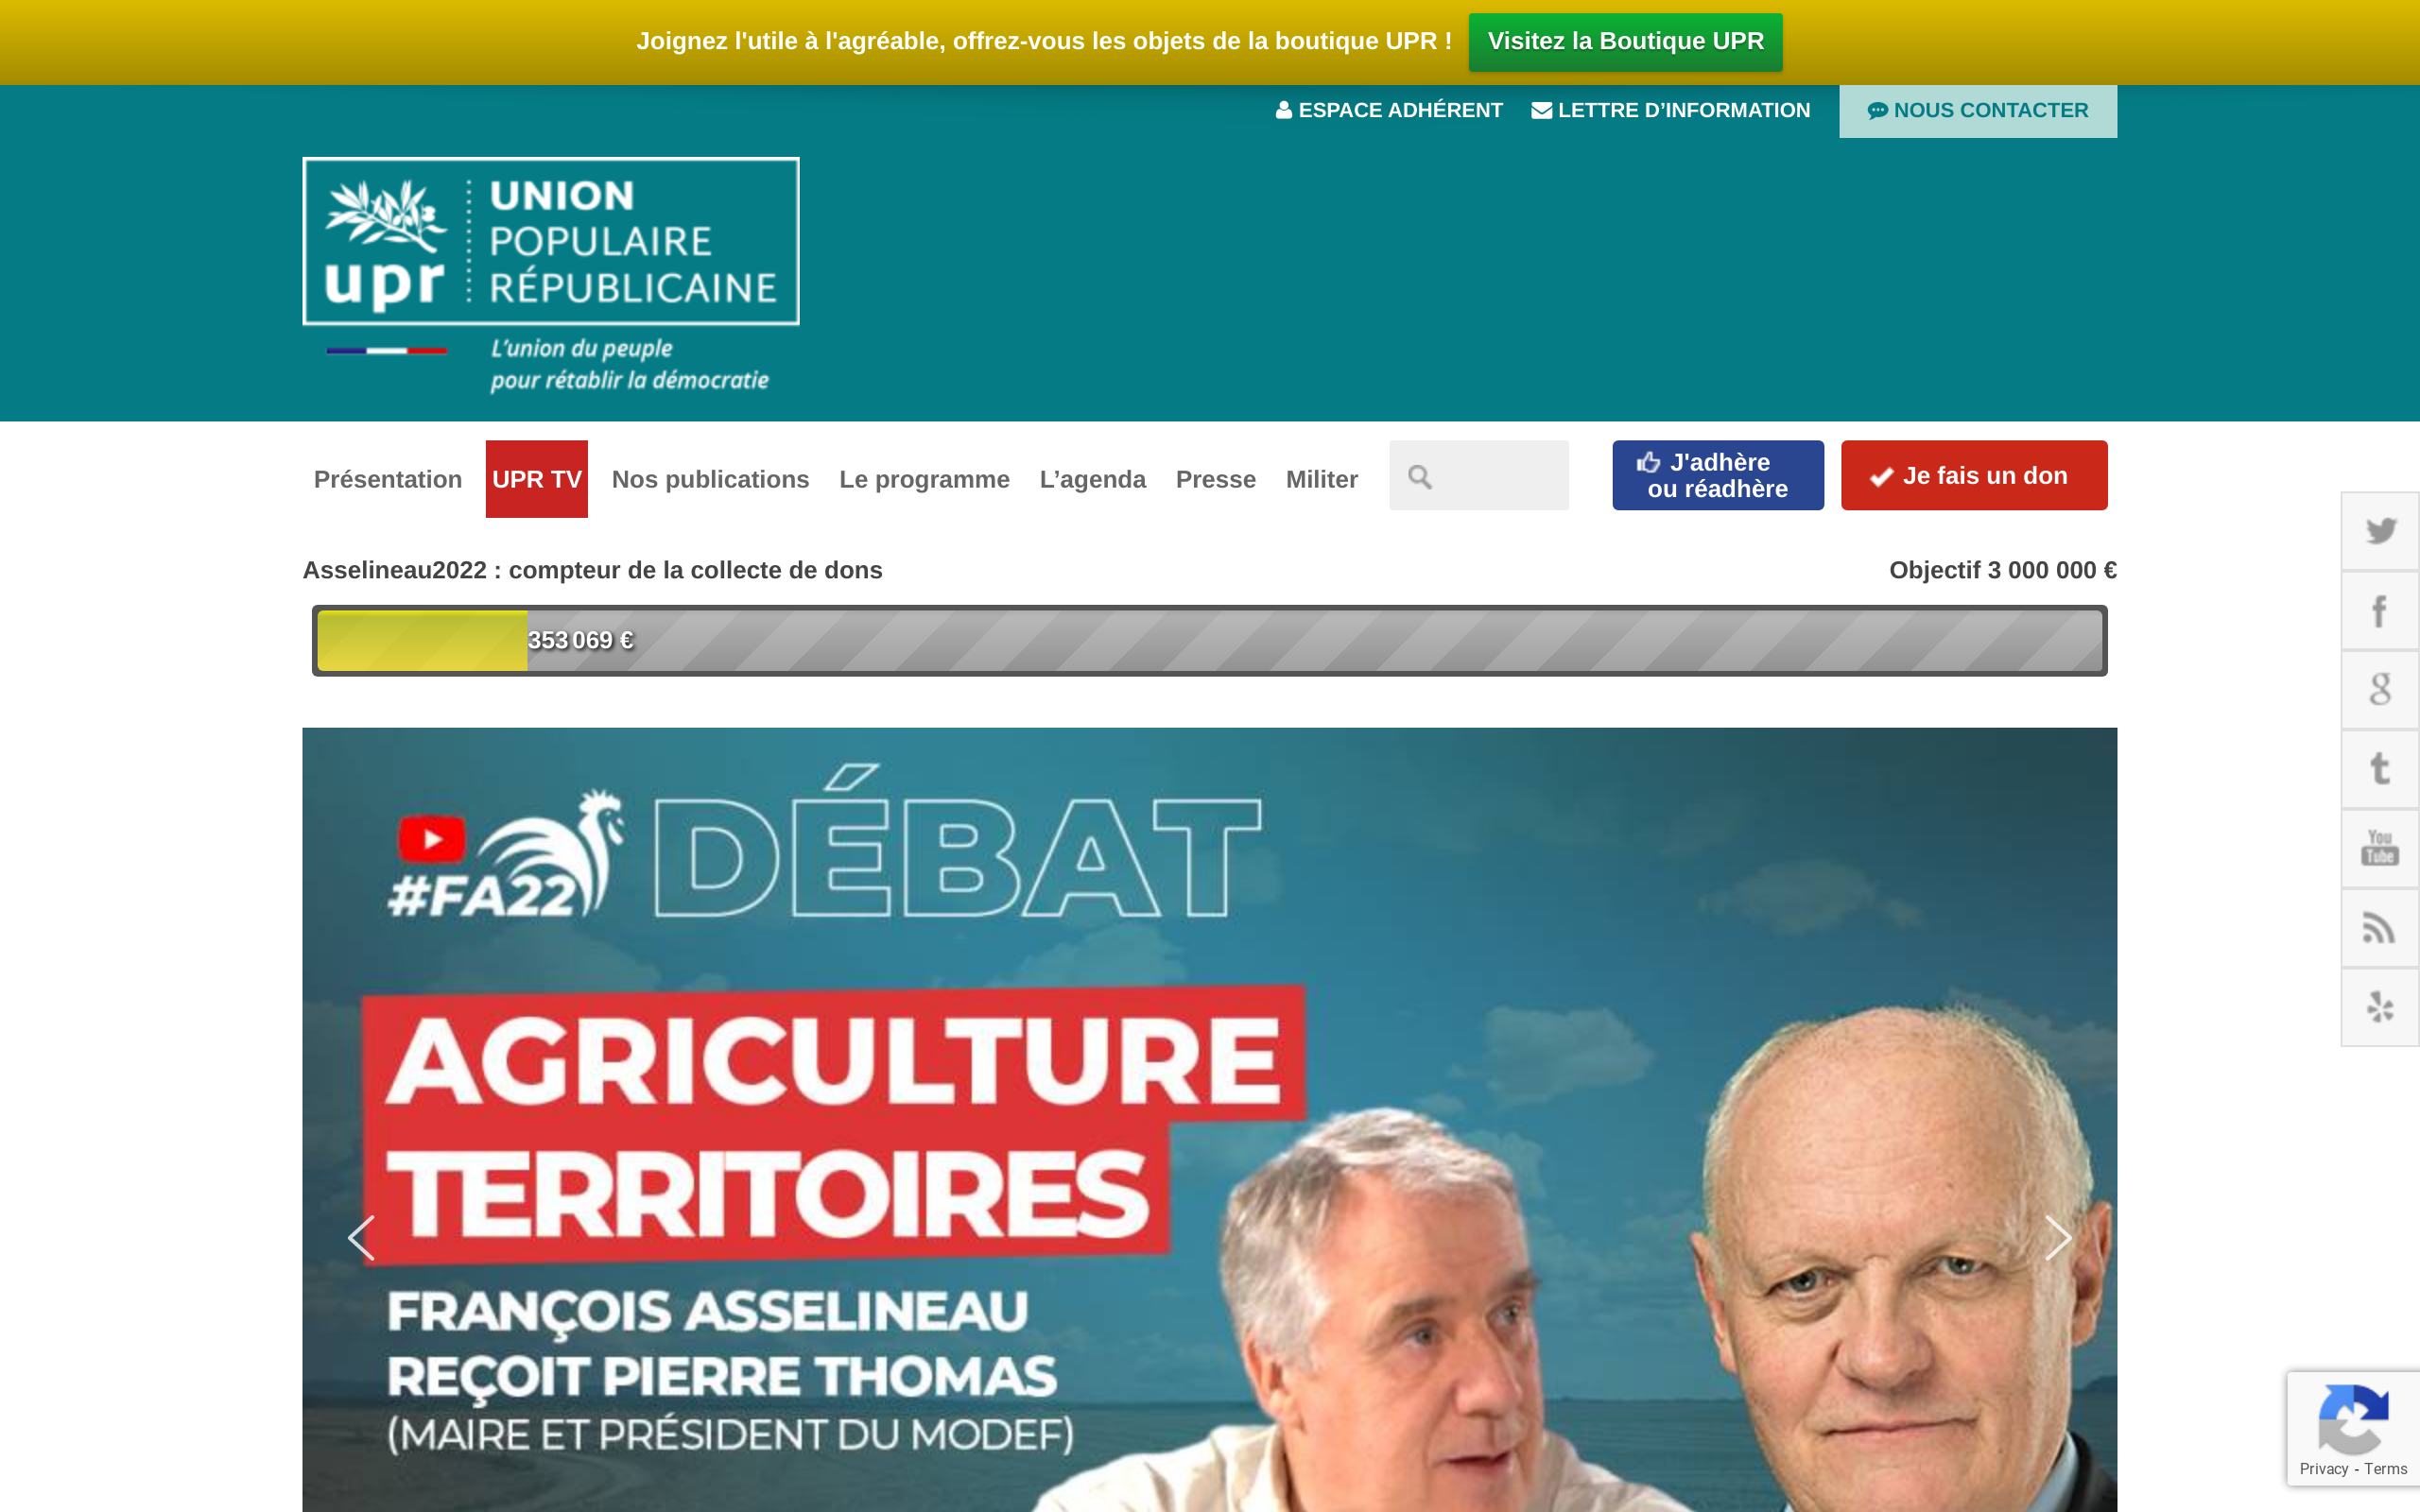 Joignez l'utile à l'agréable, offrez-vous les objets de la boutique UPR !
Visitez la Boutique UPR
ESPACE ADHÉRENT
LETTRE D’INFORMATION
NOUS CONTACTER
upr
UNION
POPULAIRE
RÉPUBLICAINE
L’union du peuple
pour rétablir la démocratie
Présentation
UPR TV
Nos publications
Le programme
L’agenda
Presse
Militer
J'adhère
ou réadhère
Je fais un don
Asselineau2022 : compteur de la collecte de dons
Objectif 3 000 000 €
353 069 €
#FA22
DÉBAT
AGRICULTURE
TERRITOIRES
FRANÇOIS ASSELINEAU
REÇOIT PIERRE THOMAS
(MAIRE ET PRÉSIDENT DU MODEF)
You
Tube
Privacy - Terms